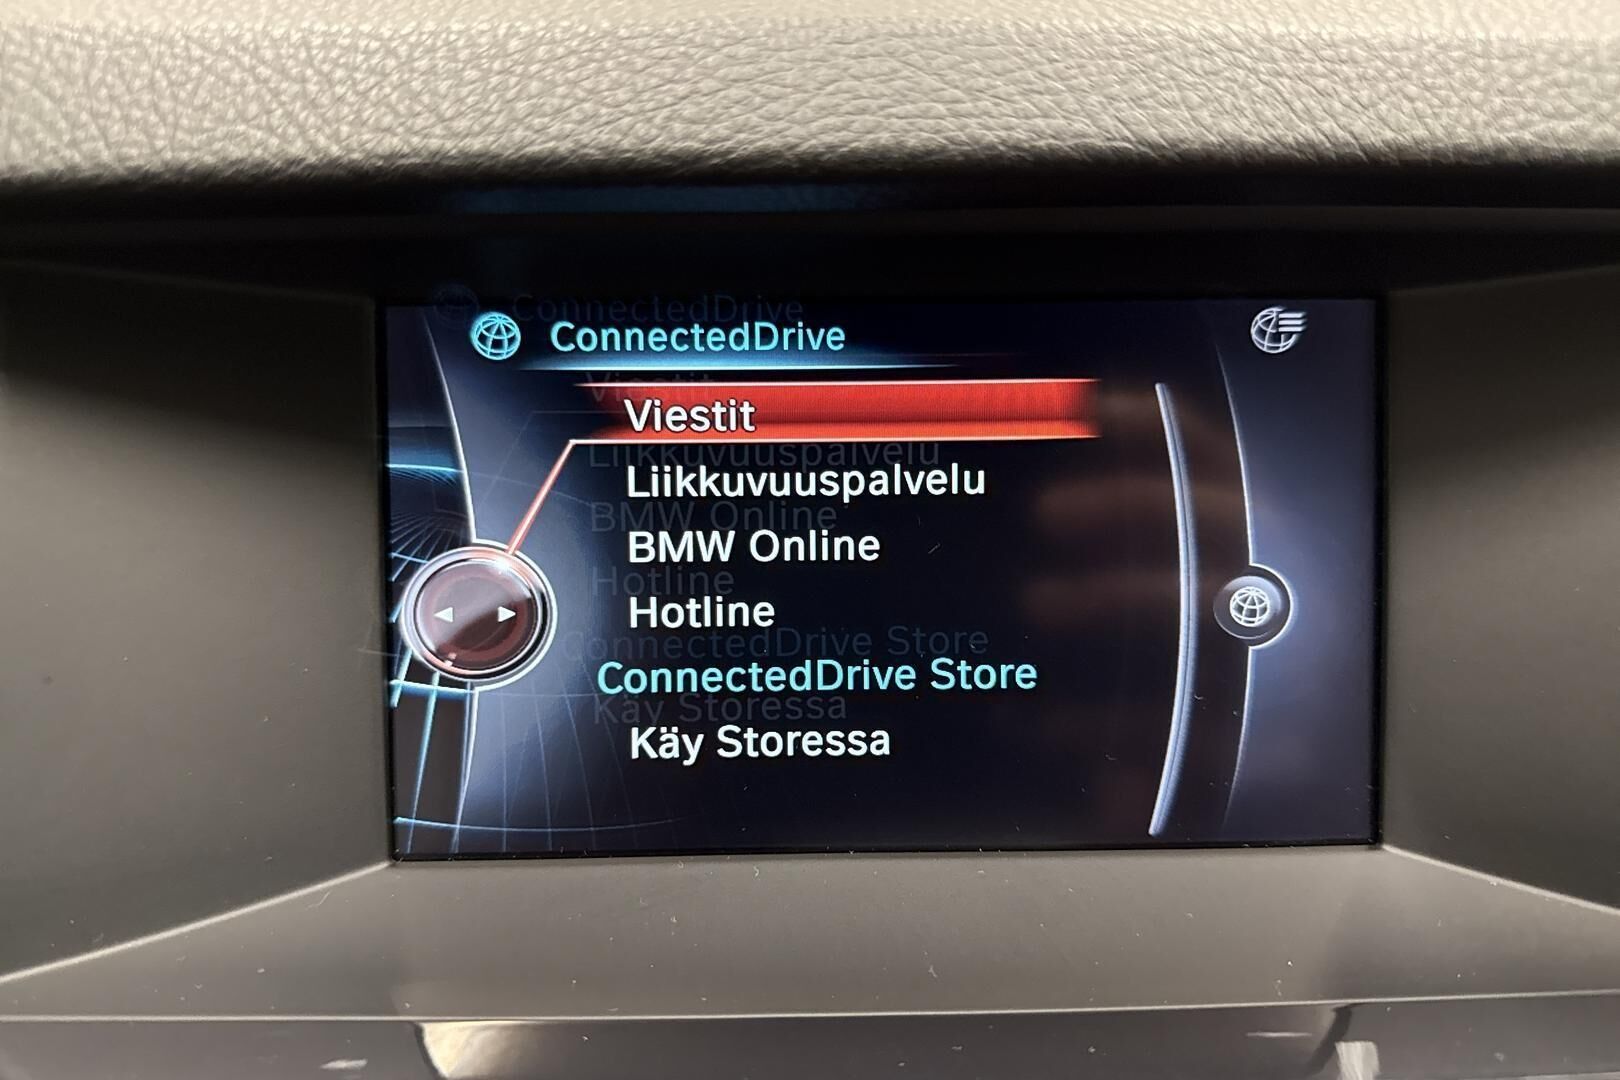 ConnectedDrive
Viestit
Liikkuvuuspalvelu
BMW Online
Hotline
ConnectedDrive Store
Käy Storessa